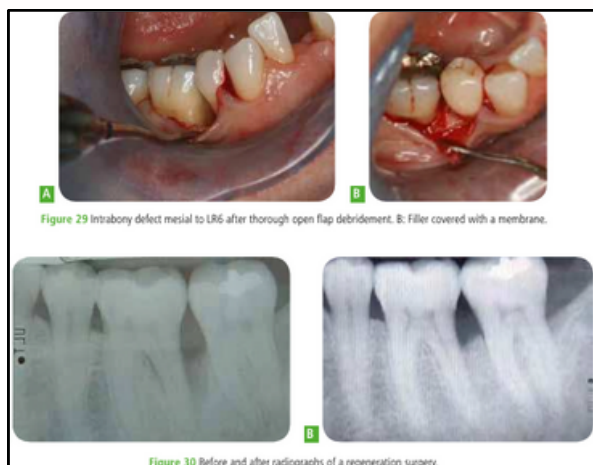 A
B
Figure 29 Intrabony defect mesial to LR6 after thorough open flap debridement. B: Filler covered with a membrane.
B
Figure 30 Before and after radiographs of a regeneration surgery.